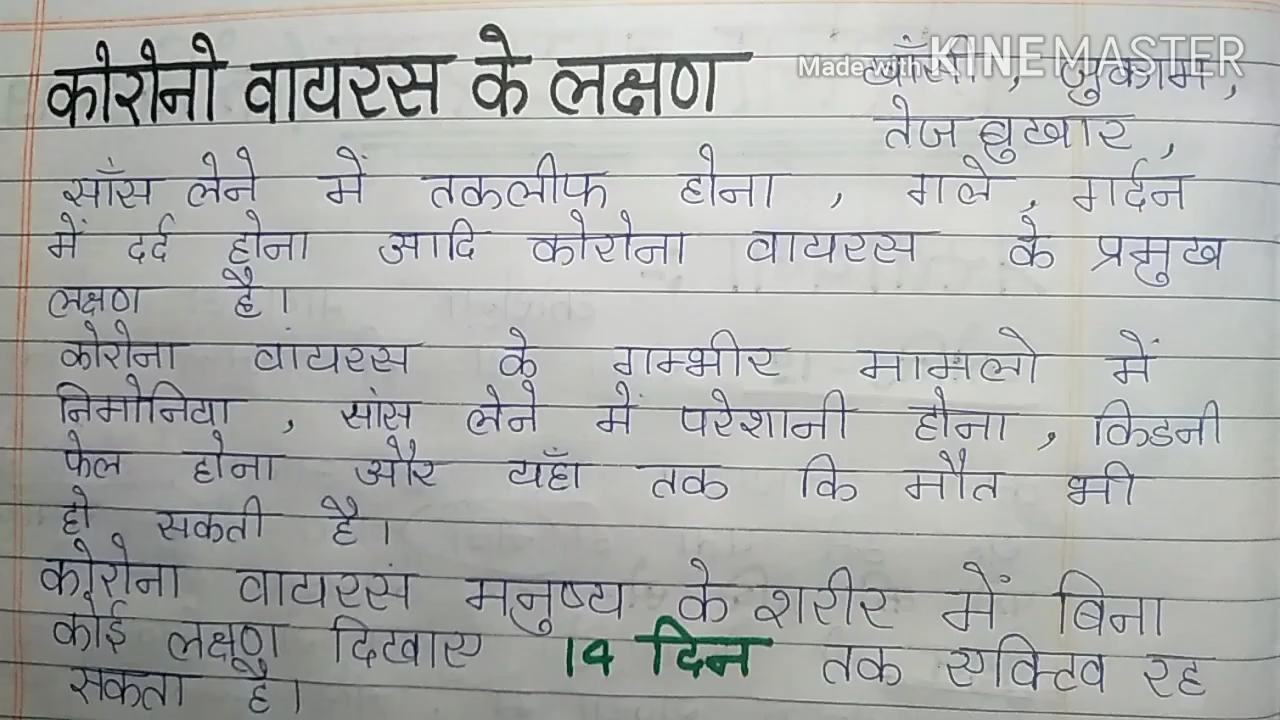 कोरोनो वायरस के लक्षण
Made with KINEMASTER
खाँसी, जुकाम,
तेज बुखार,
साँस लेने में तकलीफ होना, गले, गर्दन
में दर्द होना आदि कोरोना वायरस के प्रमुख
लक्षण है।
कोरोना वायरस के गम्भीर मामलो में
निमोनिया, सांस लेने में परेशानी होना, किडनी
फेल होना और यहाँ तक कि मौत भी
हो सकती है।
कोरोना वायरस मनुष्य के शरीर में बिना
कोई लक्षण दिखाए 14 दिन तक एक्टिव रह
सकता है।